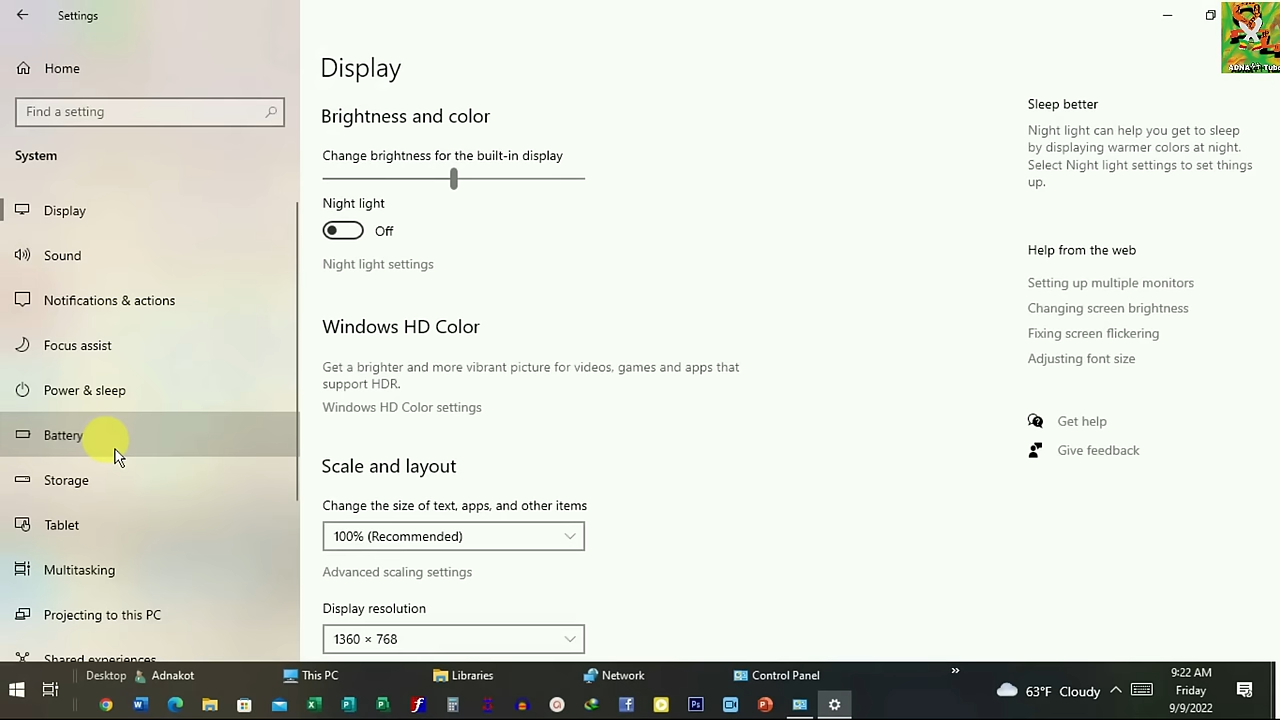 Settings
Home
Find a setting
System
Display
Sound
Notifications & actions
Focus assist
Power & sleep
Battery
Storage
Tablet
Multitasking
Projecting to this PC
Shared experiences
Display
Brightness and color
Change brightness for the built-in display
Night light
Off
Night light settings
Windows HD Color
Get a brighter and more vibrant picture for videos, games and apps that
support HDR.
Windows HD Color settings
Scale and layout
Change the size of text, apps, and other items
100% (Recommended)
Advanced scaling settings
Display resolution
1360 × 768
Sleep better
Night light can help you get to sleep
by displaying warmer colors at night.
Select Night light settings to set things
up.
Help from the web
Setting up multiple monitors
Changing screen brightness
Fixing screen flickering
Adjusting font size
Get help
Give feedback
Desktop Adnakot This PC Libraries Network Control Panel »
63°F Cloudy
9:22 AM
Friday
9/9/2022